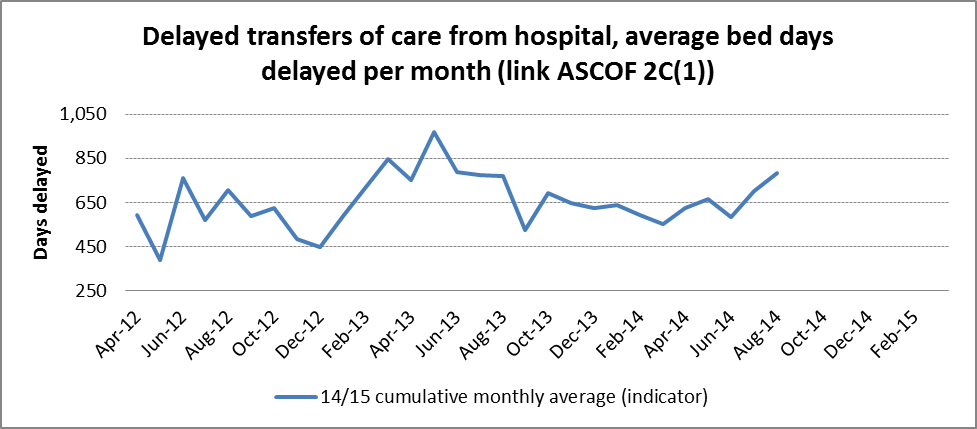 Delayed transfers of care from hospital, average bed days
delayed per month (link ASCOF 2C(1))
Days delayed
1,050
850
650
450
250
Apr-12
Jun-12
Aug-12
Oct-12
Dec-12
Feb-13
Apr-13
Jun-13
Aug-13
Oct-13
Dec-13
Feb-14
Apr-14
Jun-14
Aug-14
Oct-14
Dec-14
Feb-15
14/15 cumulative monthly average (indicator)